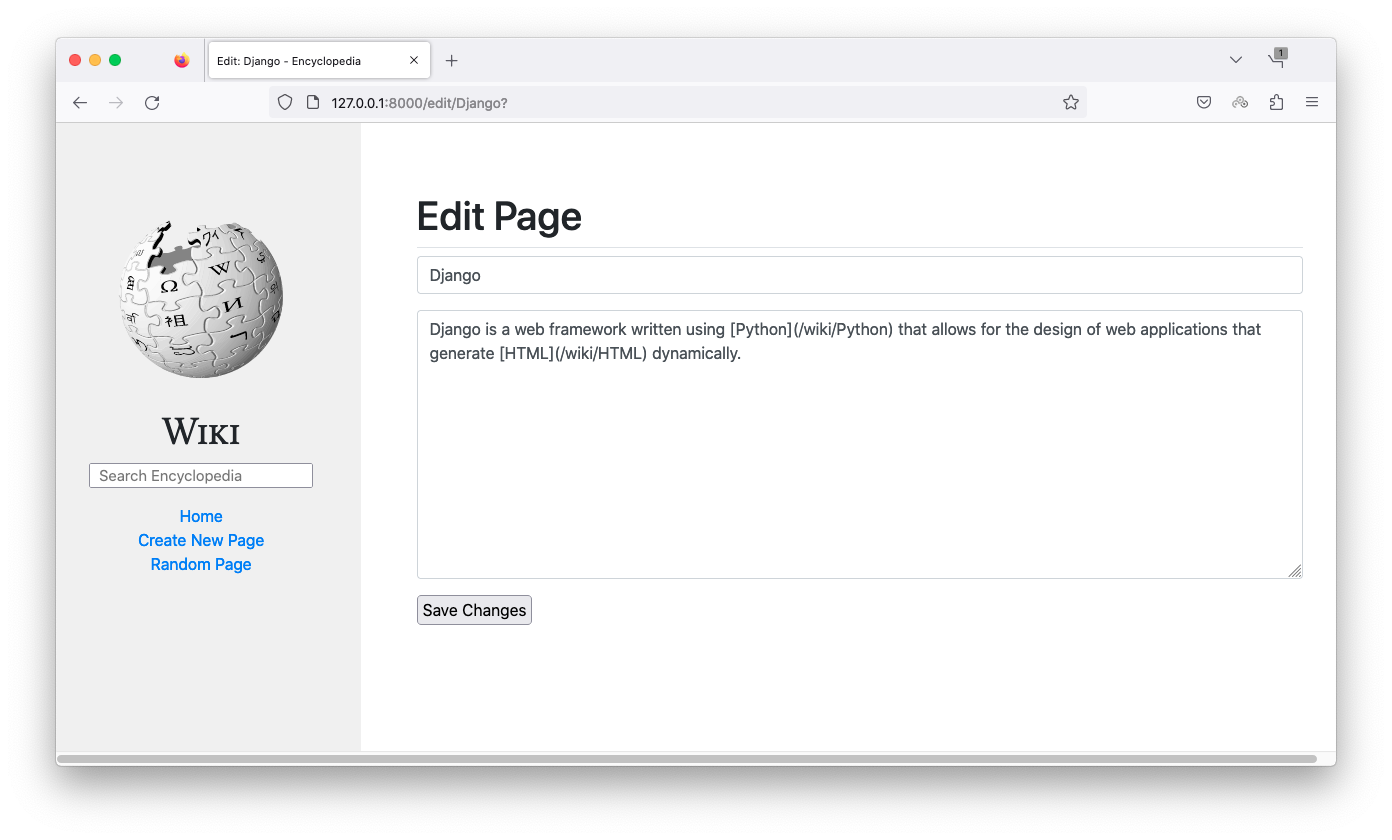 Edit: Django - Encyclopedia
1
127.0.0.1:8000/edit/Django?
Ω
W
И
祖
WIKI
Search Encyclopedia
Home
Create New Page
Random Page
Edit Page
Django
Django is a web framework written using [Python](/wiki/Python) that allows for the design of web applications that
generate [HTML](/wiki/HTML) dynamically.
Save Changes